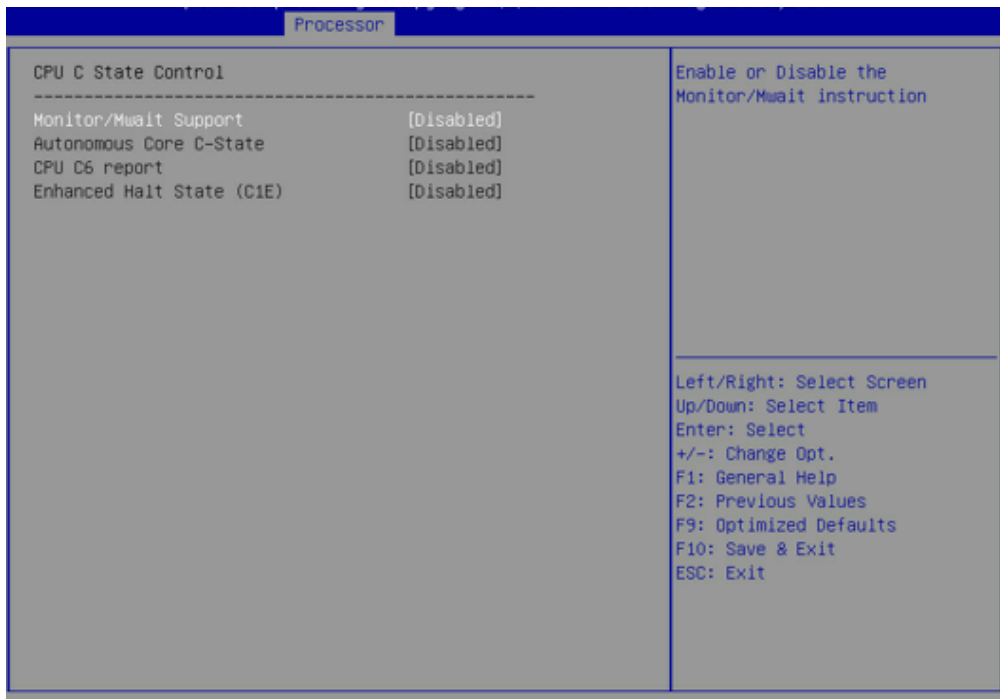 Processor
CPU C State Control
--------------------------------------------------
Monitor/Mwait Support [Disabled]
Autonomous Core C-State [Disabled]
CPU C6 report [Disabled]
Enhanced Halt State (C1E) [Disabled]
Enable or Disable the
Monitor/Mwait instruction
Left/Right: Select Screen
Up/Down: Select Item
Enter: Select
+/-: Change Opt.
F1: General Help
F2: Previous Values
F9: Optimized Defaults
F10: Save & Exit
ESC: Exit